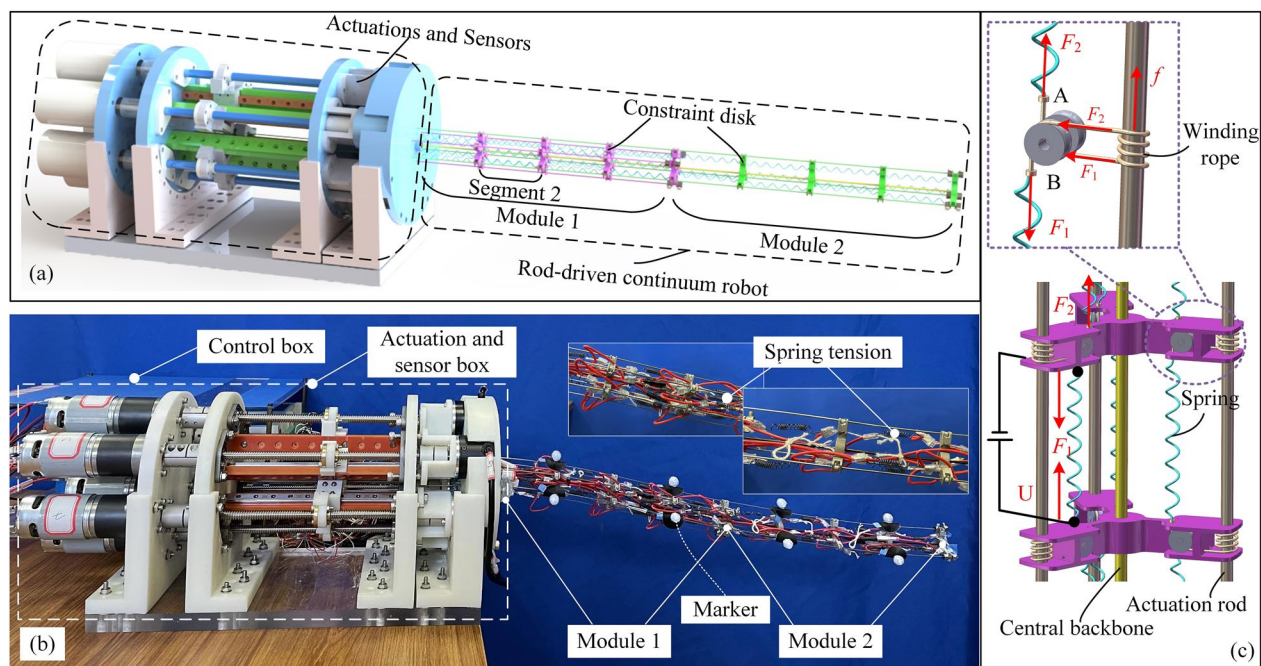 Actuations and Sensors
Constraint disk
Segment 2
Module 1
Module 2
Rod-driven continuum robot
(a)
Control box
Actuation and
sensor box
Spring tension
Marker
Module 1
Module 2
(b)
F2
A
f
F2
Winding
rope
F1
B
F1
F2
Spring
F1
U
Actuation rod
Central backbone
(c)